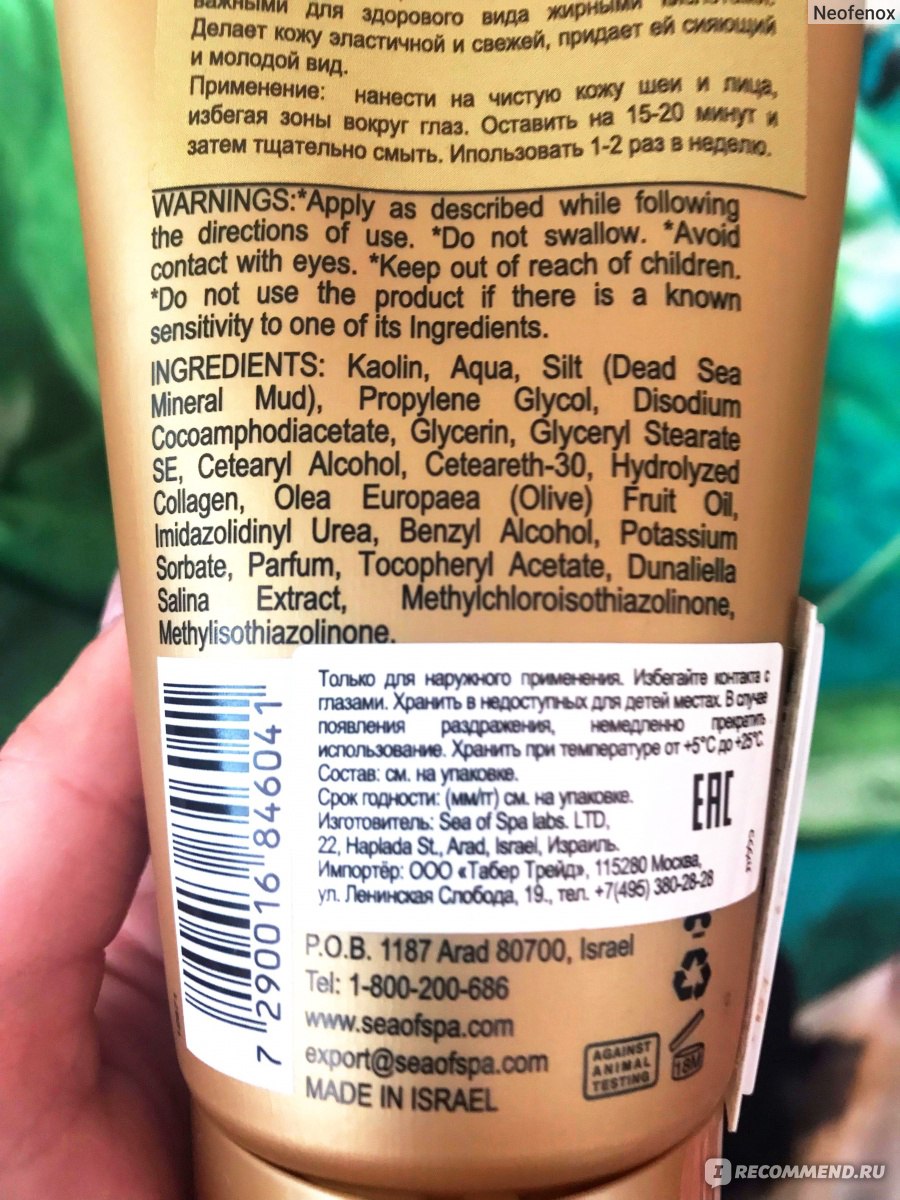 Neofenox
важными для здорового вида жирными
Делает кожу эластичной и свежей, придает ей сияющий
и молодой вид.
Применение: нанести на чистую кожу шеи и лица,
избегая зоны вокруг глаз. Оставить на 15-20 минут и
затем тщательно смыть. Ипользовать 1-2 раз в неделю.
WARNINGS:*Apply as described while following
the directions of use. *Do not swallow. *Avoid
contact with eyes. *Keep out of reach of children.
*Do not use the product if there is a known
sensitivity to one of its Ingredients.
INGREDIENTS: Kaolin, Aqua, Silt (Dead Sea
Mineral Mud), Propylene Glycol, Disodium
Cocoamphodiacetate, Glycerin, Glyceryl Stearate
SE, Cetearyl Alcohol, Ceteareth-30, Hydrolyzed
Collagen, Olea Europaea (Olive) Fruit Oil,
Imidazolidinyl Urea, Benzyl Alcohol, Potassium
Sorbate, Parfum, Tocopheryl Acetate, Dunaliella
Salina Extract, Methylchloroisothiazolinone,
Methylisothiazolinone.
Только для наружного применения. Избегайте контакта с
глазами. Хранить в недоступных для детей местах. В случае
появления раздражения, немедленно прекратить
использование. Хранить при температуре от +5°C до +25°C.
Состав: см. на упаковке.
Срок годности: (мм/гг) см. на упаковке.
Изготовитель: Sea of Spa labs. LTD,
22, Haplada St., Arad, Israel, Израиль.
Импортёр: ООО «Табер Трейд», 115280 Москва,
ул. Ленинская Слобода, 19., тел. +7(495) 380-28-28
EAC
7 290016 846041
P.O.B. 1187 Arad 80700, Israel
Tel: 1-800-200-686
www.seaofspa.com
export@seaofspa.com
MADE IN ISRAEL
AGAINST
ANIMAL
TESTING
18M
IRECOMMEND.RU